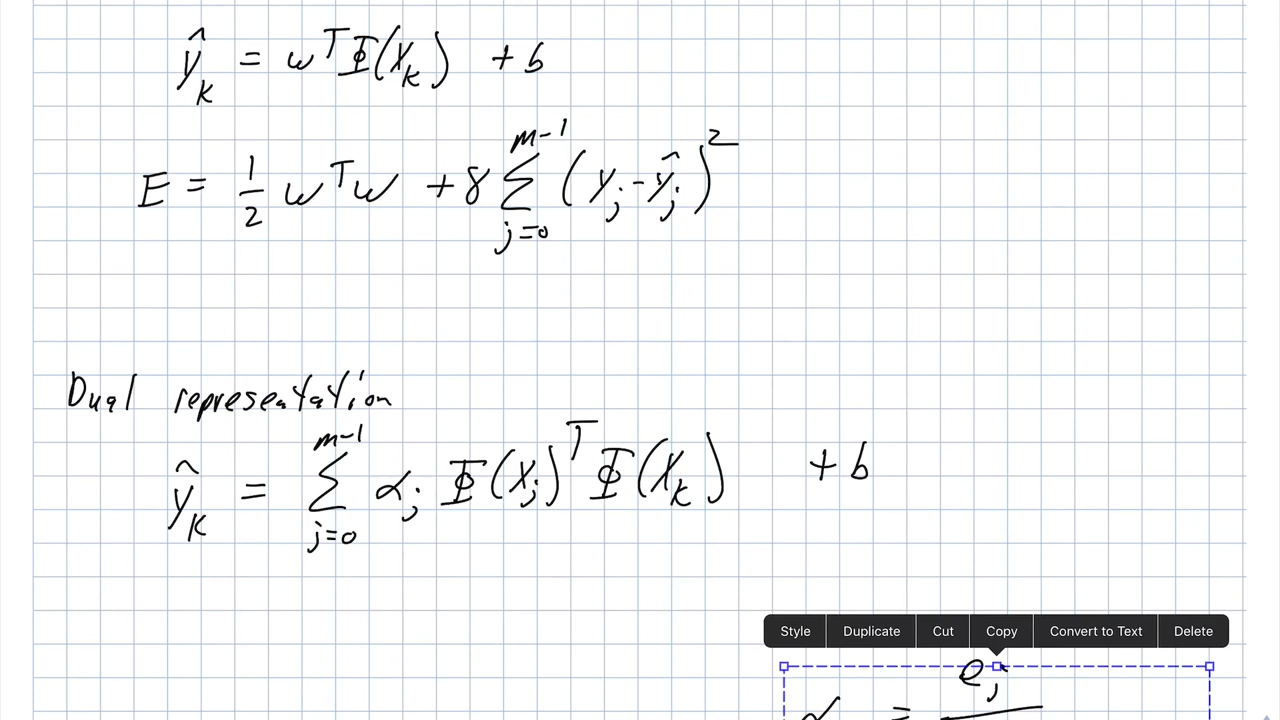 ŷ_k = w^T Φ(x_k) + b
E = 1/2 w^T w + γ Σ_{j=0}^{m-1} (y_j - ŷ_j)^2
Dual representation
ŷ_k = Σ_{j=0}^{m-1} α_j Φ(x_j)^T Φ(x_k) + b
Style Duplicate Cut Copy Convert to Text Delete
e_j
α =